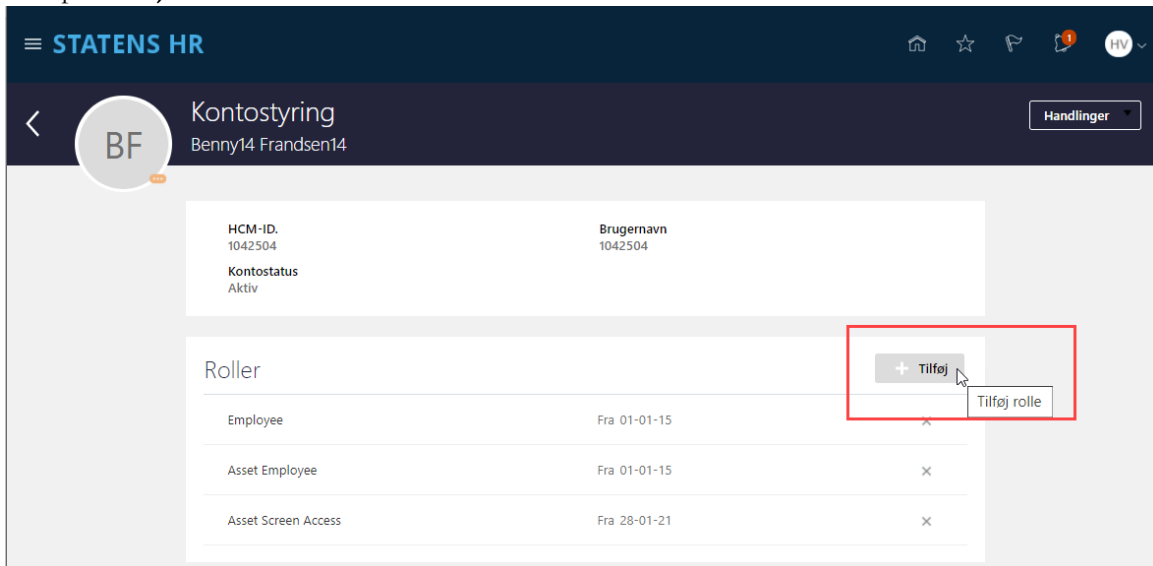 STATENS HR
1
HV
Kontostyring
Handlinger
BF
Benny14 Frandsen14
HCM-ID. Brugernavn
1042504 1042504
Kontostatus
Aktiv
Roller
Tilføj
Tilføj rolle
Employee Fra 01-01-15
Asset Employee Fra 01-01-15
Asset Screen Access Fra 28-01-21